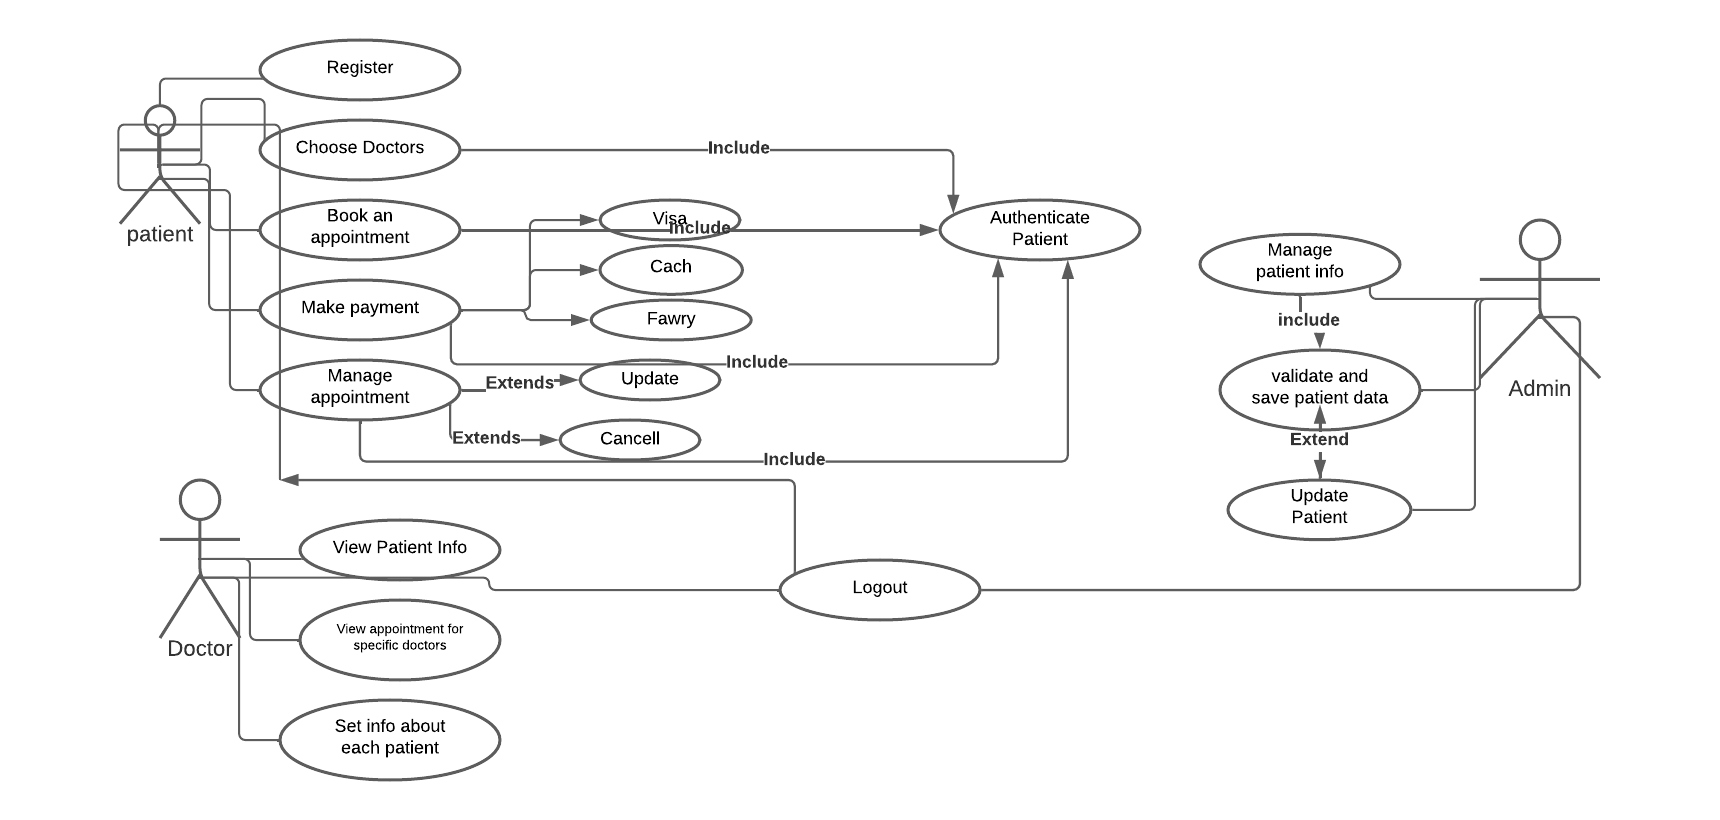 Register
Choose Doctors
Include
patient
Book an
appointment
Visa
Include
Authenticate
Patient
Cach
Make payment
Fawry
Include
Manage
appointment
Extends
Update
Extends
Cancell
Include
Manage
patient info
include
validate and
save patient data
Admin
Extend
Update
Patient
View Patient Info
Logout
Doctor
View appointment for
specific doctors
Set info about
each patient